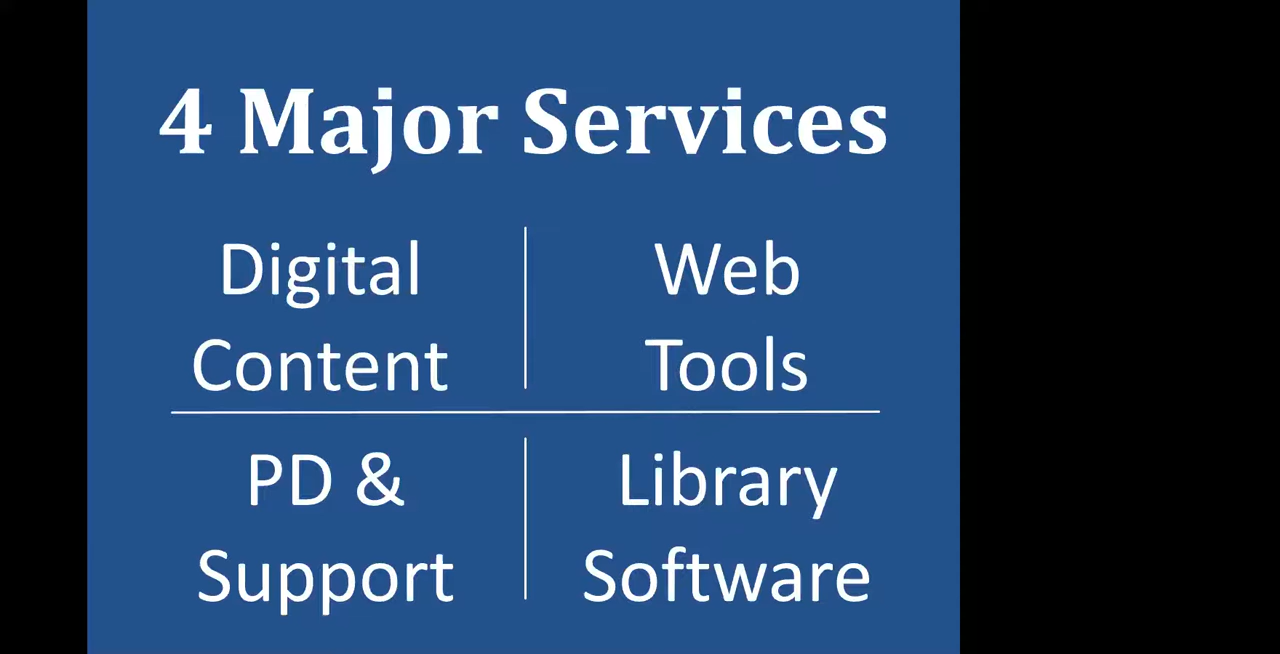 4 Major Services
Digital
Content
Web
Tools
PD &
Support
Library
Software